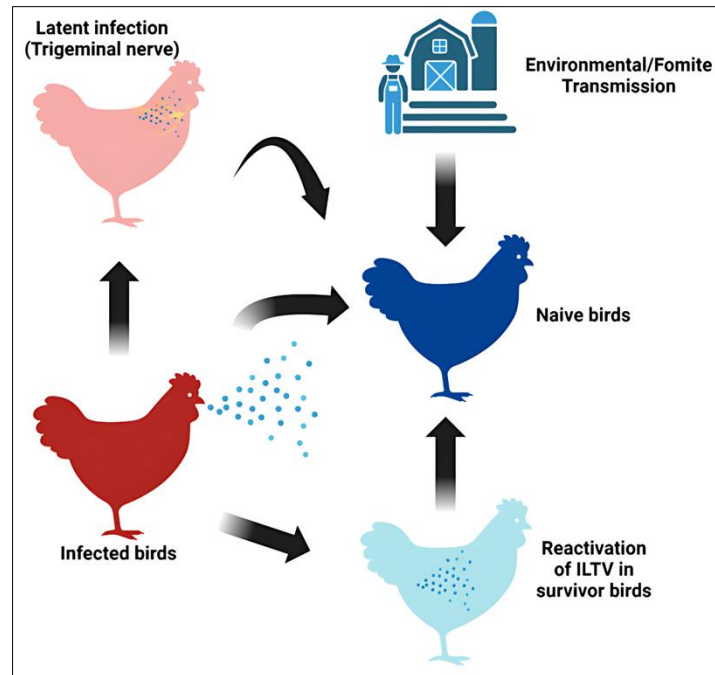 Latent infection
(Trigeminal nerve)
Environmental/Fomite
Transmission
Naive birds
Infected birds
Reactivation
of ILTV in
survivor birds